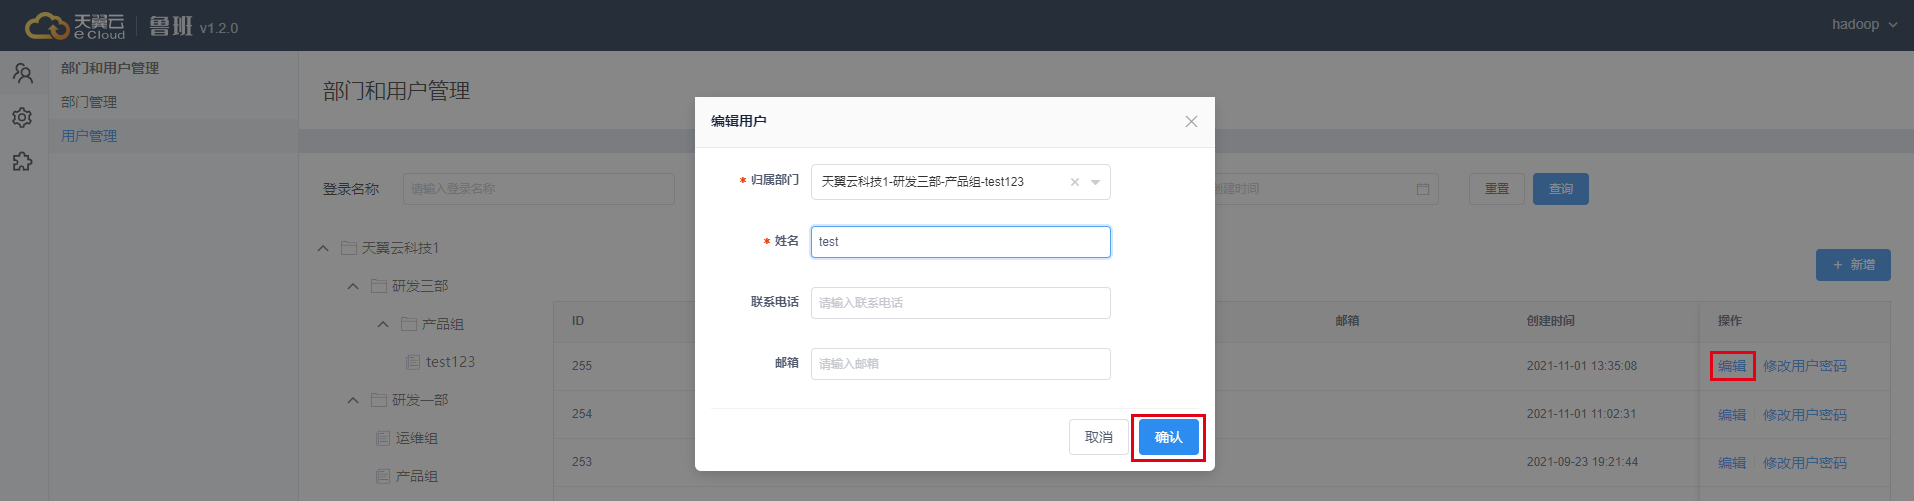 天翼云
e Cloud
鲁班 v1.2.0
hadoop
部门和用户管理
部门管理
用户管理
部门和用户管理
登录名称 请输入登录名称
创建时间
重置 查询
天翼云科技1
研发三部
产品组
test123
研发一部
运维组
产品组
+ 新增
ID 邮箱 创建时间 操作
255 2021-11-01 13:35:08 编辑 修改用户密码
254 2021-11-01 11:02:31 编辑 修改用户密码
253 2021-09-23 19:21:44 编辑 修改用户密码
编辑用户
* 归属部门 天翼云科技1-研发三部-产品组-test123
* 姓名 test
联系电话 请输入联系电话
邮箱 请输入邮箱
取消 确认